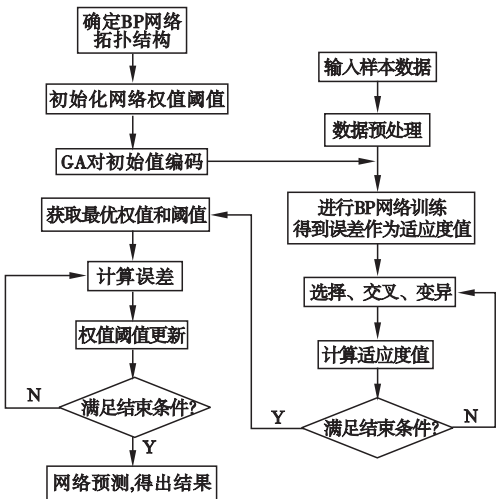 确定BP网络
拓扑结构
初始化网络权值阈值
GA对初始值编码
输入样本数据
数据预处理
进行BP网络训练
得到误差作为适应度值
选择、交叉、变异
计算适应度值
满足结束条件?
N
Y
获取最优权值和阈值
计算误差
权值阈值更新
满足结束条件?
N
Y
网络预测,得出结果